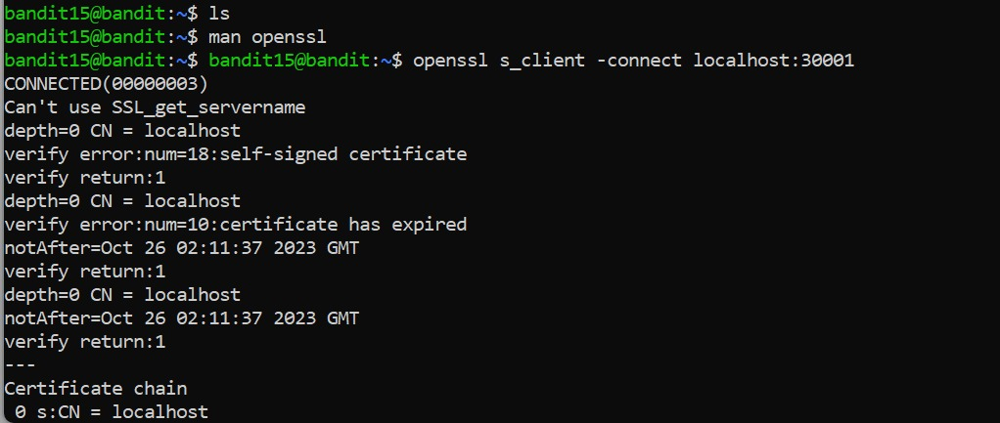 bandit15@bandit:~$ ls
bandit15@bandit:~$ man openssl
bandit15@bandit:~$ bandit15@bandit:~$ openssl s_client -connect localhost:30001
CONNECTED(00000003)
Can't use SSL_get_servername
depth=0 CN = localhost
verify error:num=18:self-signed certificate
verify return:1
depth=0 CN = localhost
verify error:num=10:certificate has expired
notAfter=Oct 26 02:11:37 2023 GMT
verify return:1
depth=0 CN = localhost
notAfter=Oct 26 02:11:37 2023 GMT
verify return:1
---
Certificate chain
 0 s:CN = localhost